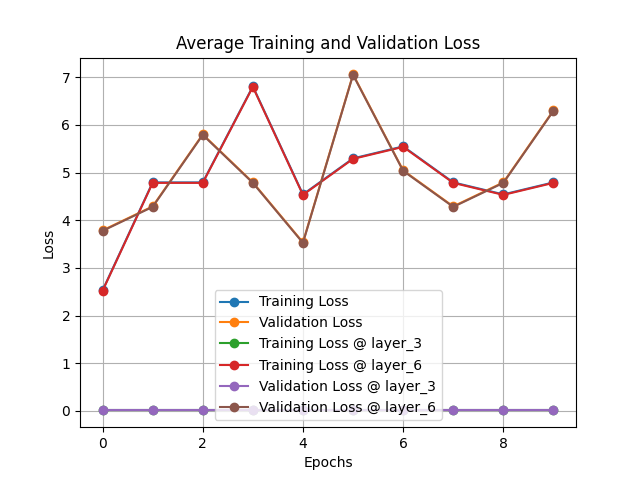 Average Training and Validation Loss
Loss
7
6
5
4
3
2
1
0
Training Loss
Validation Loss
Training Loss @ layer_3
Training Loss @ layer_6
Validation Loss @ layer_3
Validation Loss @ layer_6
0 2 4 6 8
Epochs